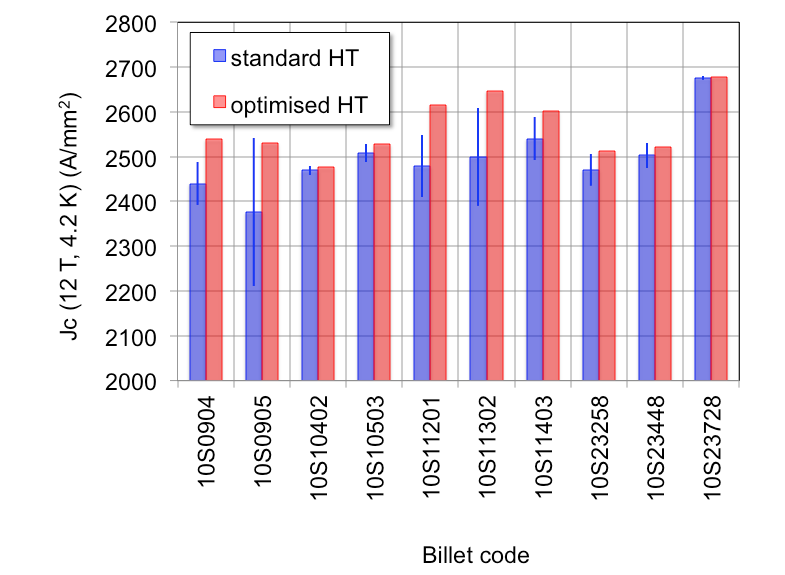 2800
2700
2600
2500
2400
2300
2200
2100
2000
Jc (12 T, 4.2 K) (A/mm²)
standard HT
optimised HT
10S0904
10S0905
10S10402
10S10503
10S11201
10S11302
10S11403
10S23258
10S23448
10S23728
Billet code